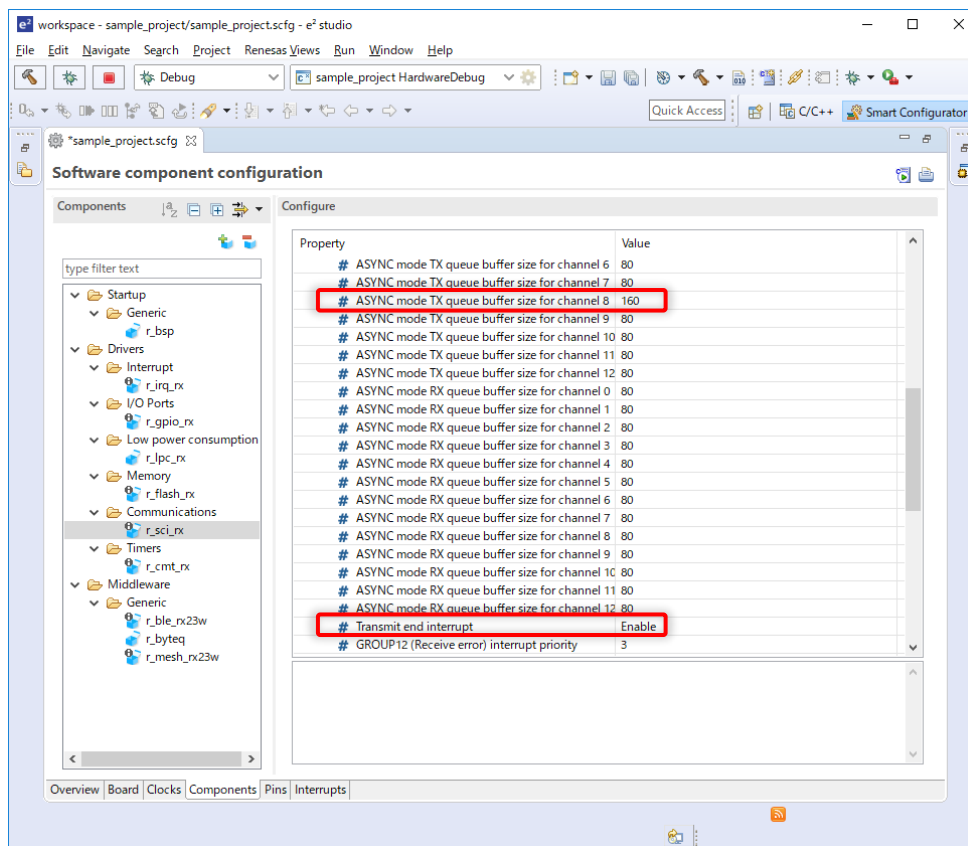 workspace - sample_project/sample_project.scfg - e² studio
File Edit Navigate Search Project Renesas Views Run Window Help
Debug
sample_project HardwareDebug
Quick Access
C/C++
Smart Configurator
*sample_project.scfg
Software component configuration
Components
Configure
type filter text
Startup
Generic
r_bsp
Drivers
Interrupt
r_irq_rx
I/O Ports
r_gpio_rx
Low power consumption
r_lpc_rx
Memory
r_flash_rx
Communications
r_sci_rx
Timers
r_cmt_rx
Middleware
Generic
r_ble_rx23w
r_byteq
r_mesh_rx23w
Property Value
# ASYNC mode TX queue buffer size for channel 6 80
# ASYNC mode TX queue buffer size for channel 7 80
# ASYNC mode TX queue buffer size for channel 8 160
# ASYNC mode TX queue buffer size for channel 9 80
# ASYNC mode TX queue buffer size for channel 10 80
# ASYNC mode TX queue buffer size for channel 11 80
# ASYNC mode TX queue buffer size for channel 12 80
# ASYNC mode RX queue buffer size for channel 0 80
# ASYNC mode RX queue buffer size for channel 1 80
# ASYNC mode RX queue buffer size for channel 2 80
# ASYNC mode RX queue buffer size for channel 3 80
# ASYNC mode RX queue buffer size for channel 4 80
# ASYNC mode RX queue buffer size for channel 5 80
# ASYNC mode RX queue buffer size for channel 6 80
# ASYNC mode RX queue buffer size for channel 7 80
# ASYNC mode RX queue buffer size for channel 8 80
# ASYNC mode RX queue buffer size for channel 9 80
# ASYNC mode RX queue buffer size for channel 10 80
# ASYNC mode RX queue buffer size for channel 11 80
# ASYNC mode RX queue buffer size for channel 12 80
# Transmit end interrupt Enable
# GROUP12 (Receive error) interrupt priority 3
Overview Board Clocks Components Pins Interrupts